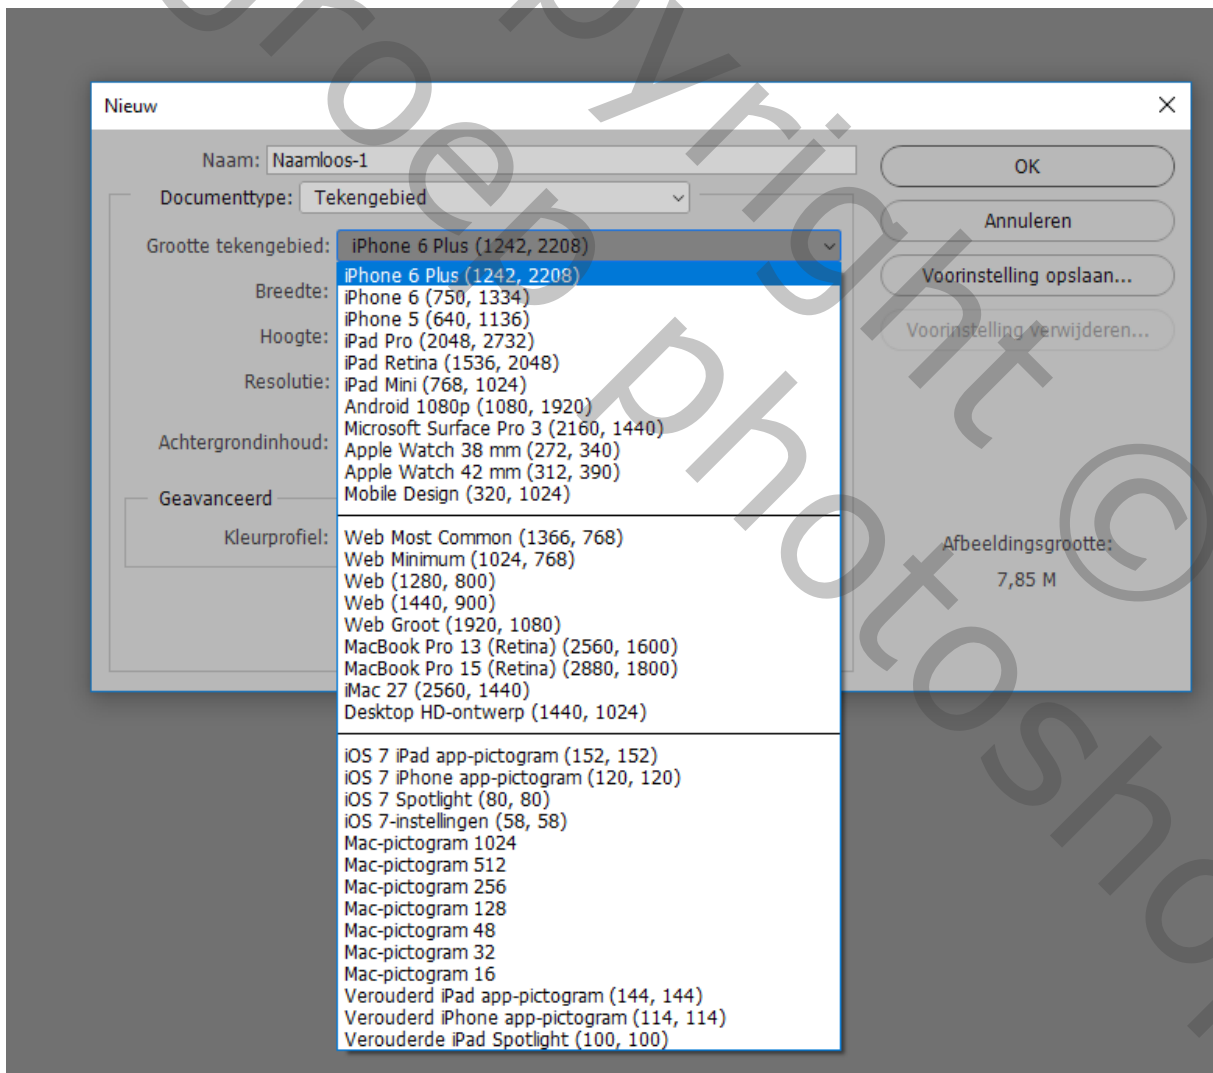 Nieuw
Naam: Naamloos-1
OK
Documenttype: Tekengebied
Annuleren
Grootte tekengebied: iPhone 6 Plus (1242, 2208)
Voorinstelling opslaan...
Voorinstelling verwijderen...
Breedte:
Hoogte:
Resolutie:
Achtergrondinhoud:
Geavanceerd
Kleurprofiel:
iPhone 6 Plus (1242, 2208)
iPhone 6 (750, 1334)
iPhone 5 (640, 1136)
iPad Pro (2048, 2732)
iPad Retina (1536, 2048)
iPad Mini (768, 1024)
Android 1080p (1080, 1920)
Microsoft Surface Pro 3 (2160, 1440)
Apple Watch 38 mm (272, 340)
Apple Watch 42 mm (312, 390)
Mobile Design (320, 1024)
Web Most Common (1366, 768)
Web Minimum (1024, 768)
Web (1280, 800)
Web (1440, 900)
Web Groot (1920, 1080)
MacBook Pro 13 (Retina) (2560, 1600)
MacBook Pro 15 (Retina) (2880, 1800)
iMac 27 (2560, 1440)
Desktop HD-ontwerp (1440, 1024)
iOS 7 iPad app-pictogram (152, 152)
iOS 7 iPhone app-pictogram (120, 120)
iOS 7 Spotlight (80, 80)
iOS 7-instellingen (58, 58)
Mac-pictogram 1024
Mac-pictogram 512
Mac-pictogram 256
Mac-pictogram 128
Mac-pictogram 48
Mac-pictogram 32
Mac-pictogram 16
Verouderd iPad app-pictogram (144, 144)
Verouderd iPhone app-pictogram (114, 114)
Verouderde iPad Spotlight (100, 100)
Afbeeldingsgrootte:
7,85 M